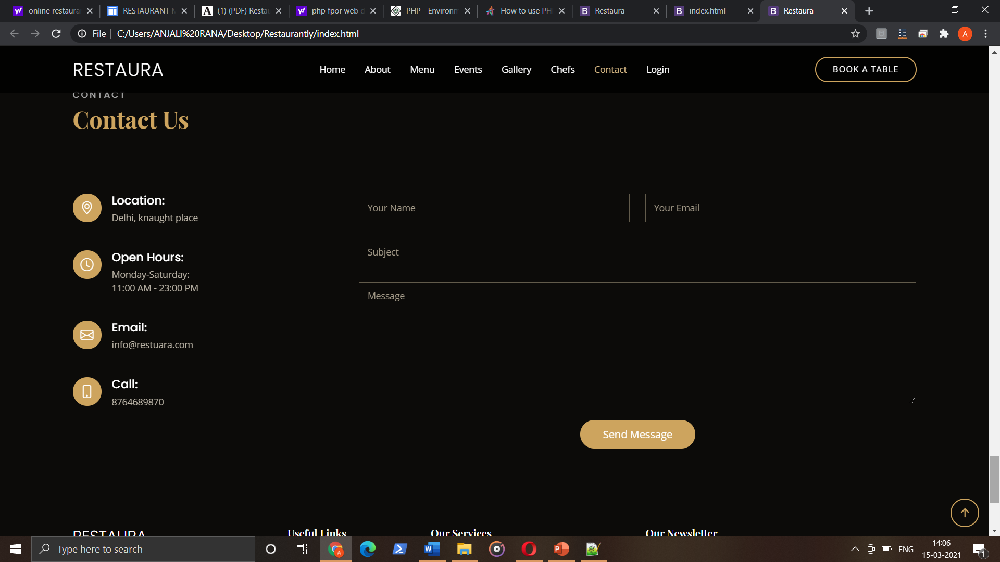 online restaura
RESTAURANT M
(1) (PDF) Restau
php fpor web d
PHP - Environm
How to use PH
Restaura
index.html
Restaura
File
C:/Users/ANJALI%20RANA/Desktop/Restaurantly/index.html
A
RESTAURA
Home
About
Menu
Events
Gallery
Chefs
Contact
Login
BOOK A TABLE
CONTACT
Contact Us
Location:
Delhi, knaught place
Open Hours:
Monday-Saturday:
11:00 AM - 23:00 PM
Email:
info@restuara.com
Call:
8764689870
Your Name
Your Email
Subject
Message
Send Message
RESTAURA
Useful Links
Our Services
Our Newsletter
Type here to search
ENG
14:06
15-03-2021
1